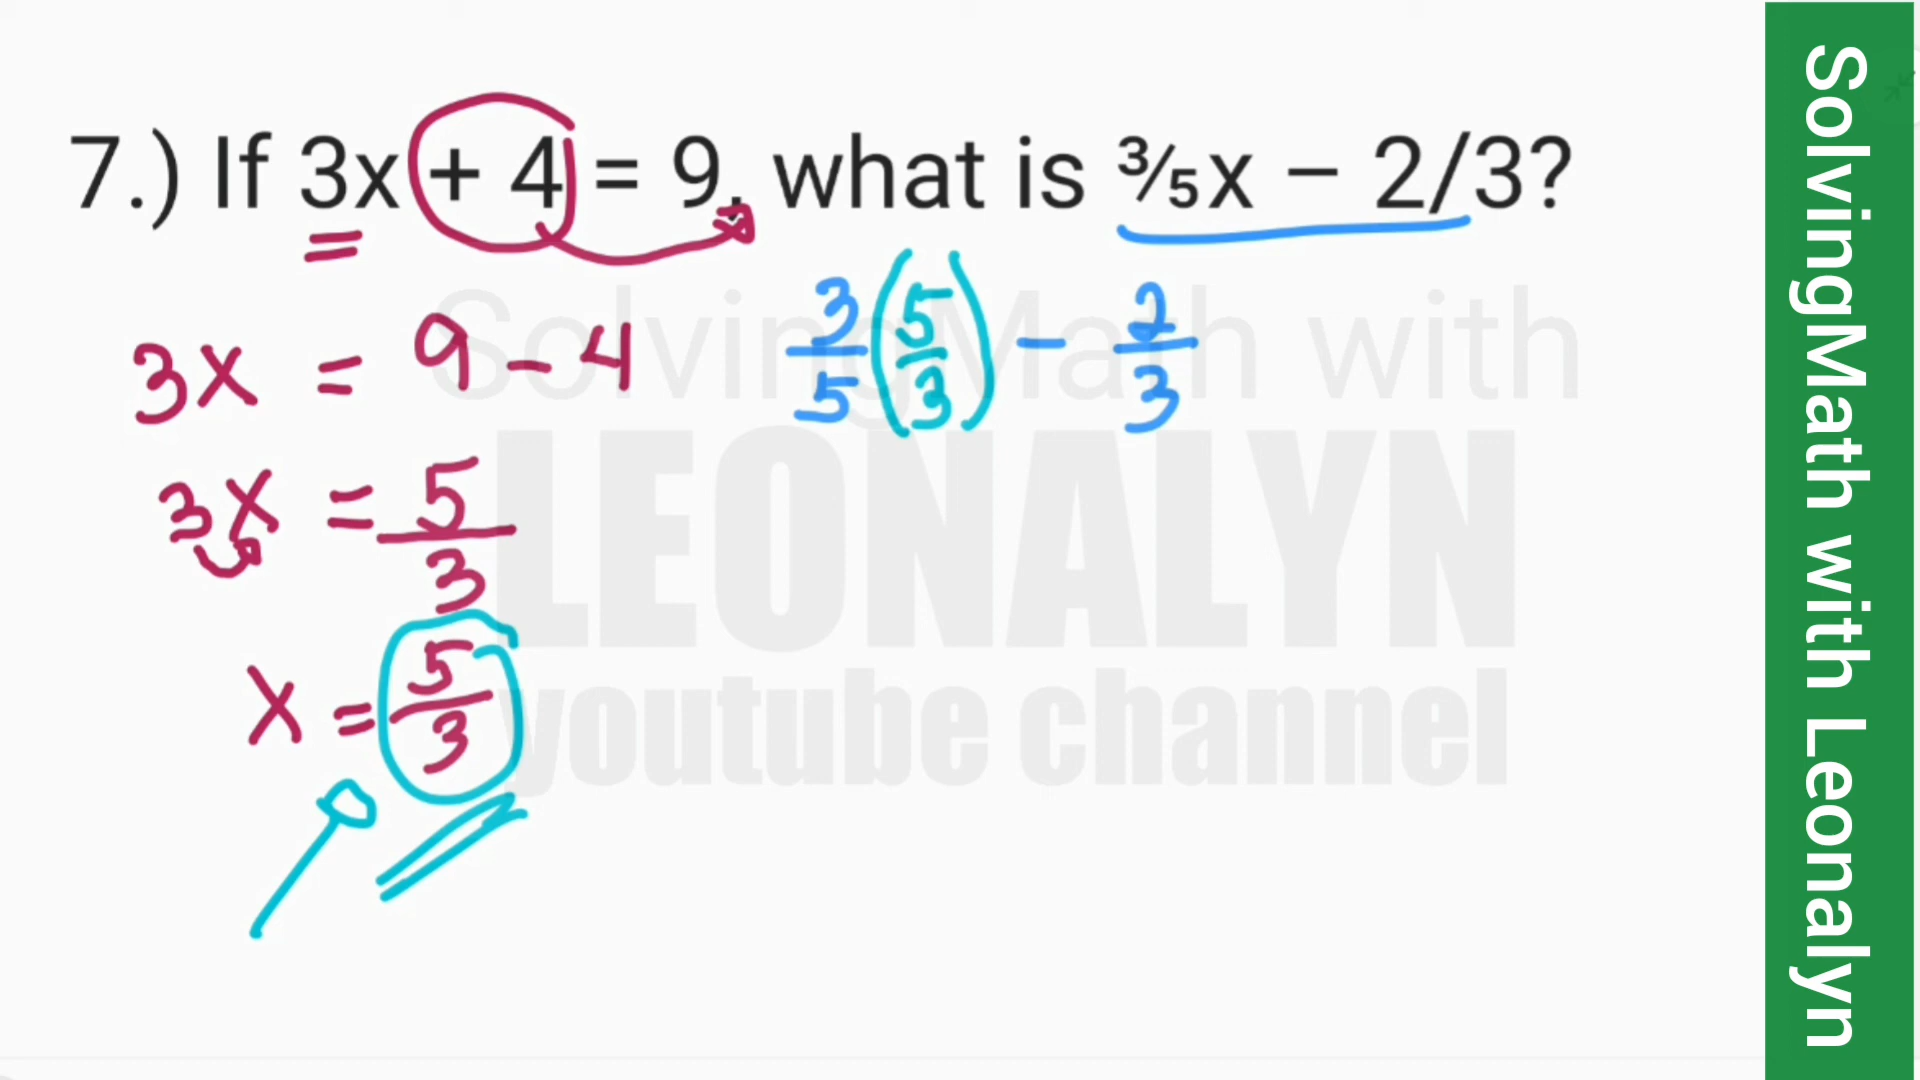 7.) If 3x + 4 = 9, what is ⅗x – 2/3?
3x = 9 - 4
3/5 (5/3) - 2/3
3x = 5/3
x = 5/3
SolvingMath with
LEONALYN
youtube channel
SolvingMath with Leonalyn